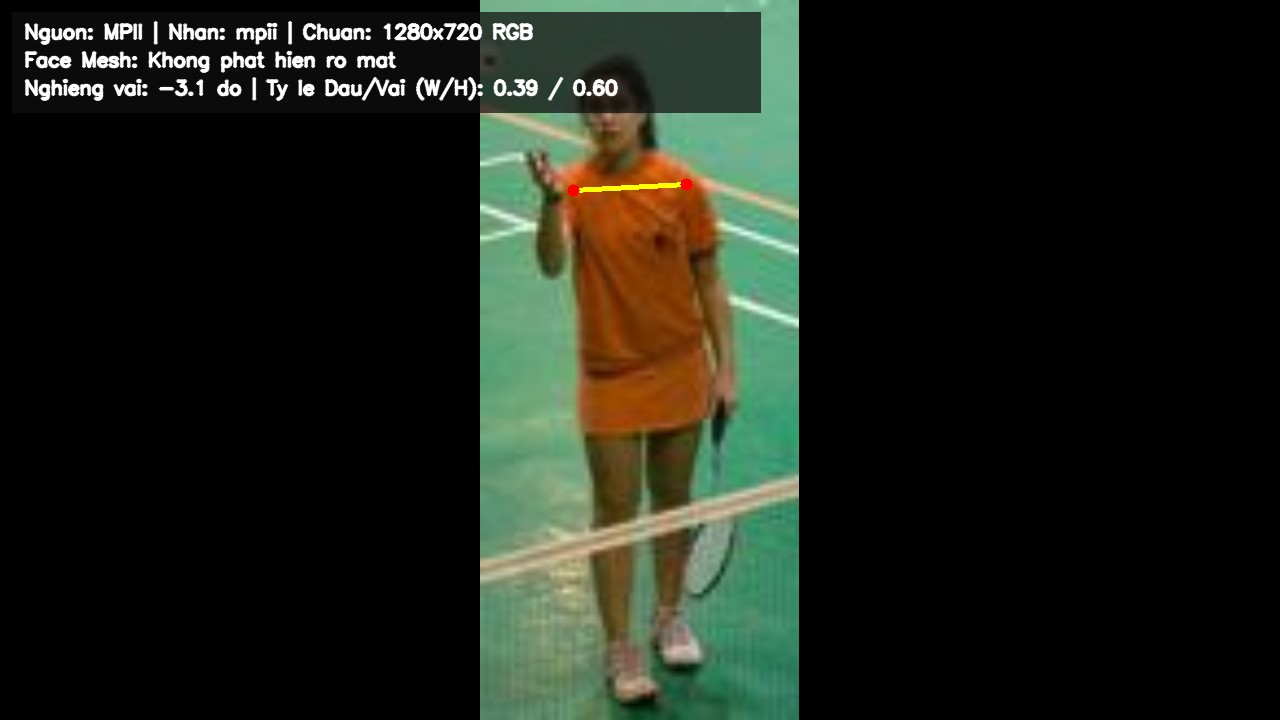 Nguon: MPII | Nhan: mpii | Chuan: 1280x720 RGB
Face Mesh: Khong phat hien ro mat
Nghieng vai: -3.1 do | Ty le Dau/Vai (W/H): 0.39 / 0.60